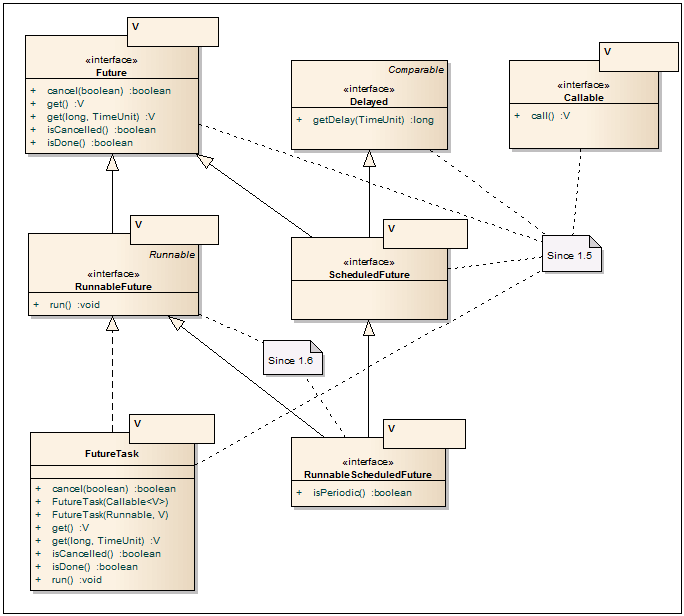 V
«interface»
Future
+ cancel(boolean) :boolean
+ get() :V
+ get(long, TimeUnit) :V
+ isCancelled() :boolean
+ isDone() :boolean
Comparable
«interface»
Delayed
+ getDelay(TimeUnit) :long
V
«interface»
Callable
+ call() :V
V
Runnable
«interface»
RunnableFuture
+ run() :void
V
«interface»
ScheduledFuture
Since 1.5
Since 1.6
V
FutureTask
+ cancel(boolean) :boolean
+ FutureTask(Callable<V>)
+ FutureTask(Runnable, V)
+ get() :V
+ get(long, TimeUnit) :V
+ isCancelled() :boolean
+ isDone() :boolean
+ run() :void
V
«interface»
RunnableScheduledFuture
+ isPeriodic() :boolean